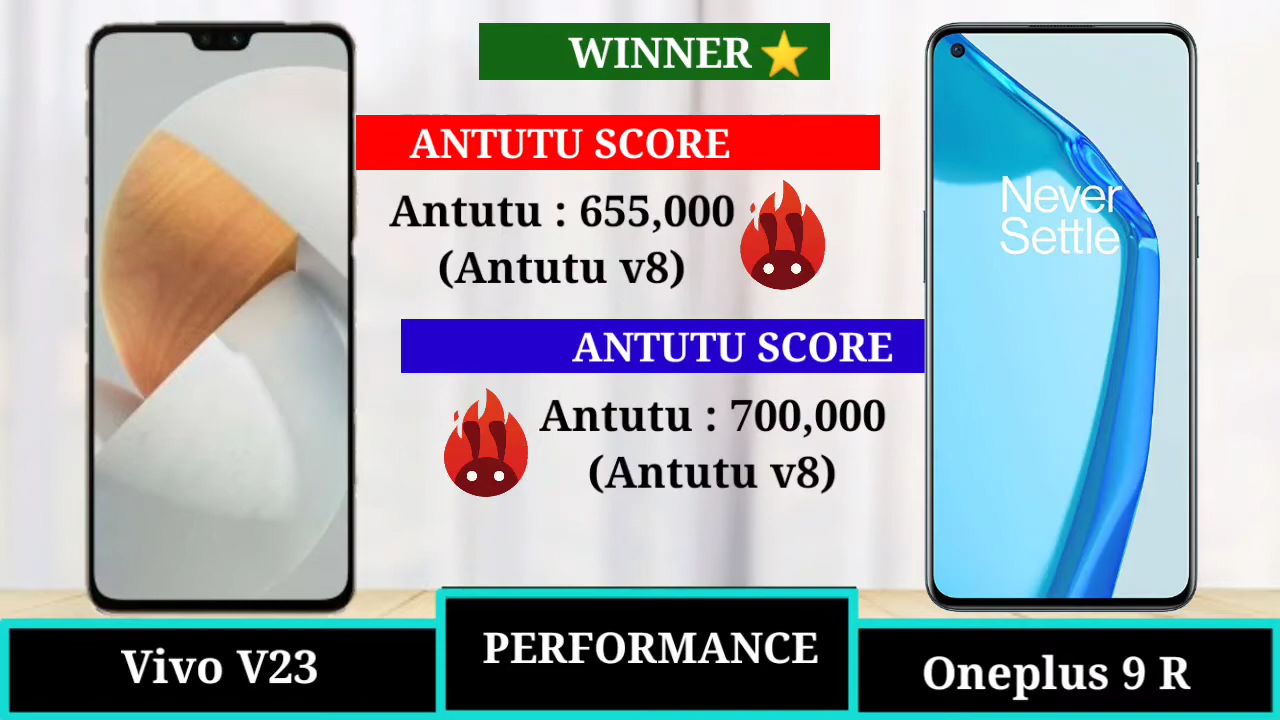 WINNER ⭐
ANTUTU SCORE
Antutu : 655,000
(Antutu v8)
ANTUTU SCORE
Antutu : 700,000
(Antutu v8)
Never
Settle
Vivo V23
PERFORMANCE
Oneplus 9 R